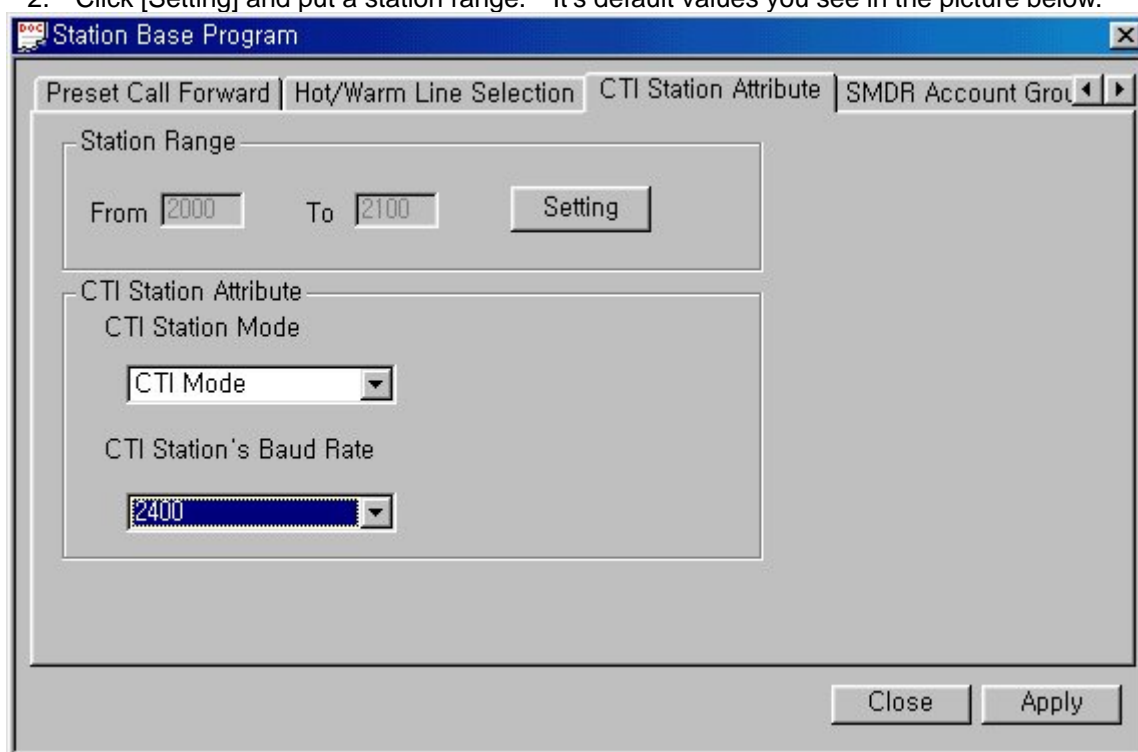 2. Click [Setting] and put a station range. It's default values you see in the picture below.
Station Base Program
Preset Call Forward Hot/Warm Line Selection CTI Station Attribute SMDR Account Grou
Station Range
From 2000 To 2100 Setting
CTI Station Attribute
CTI Station Mode
CTI Mode
CTI Station's Baud Rate
2400
Close Apply